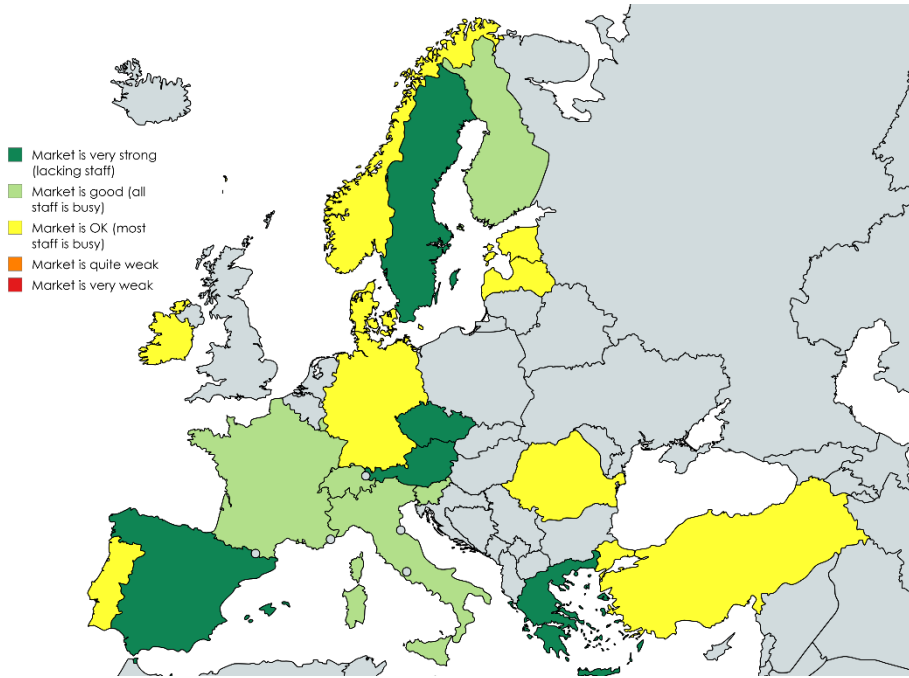 Market is very strong
(lacking staff)
Market is good (all
staff is busy)
Market is OK (most
staff is busy)
Market is quite weak
Market is very weak